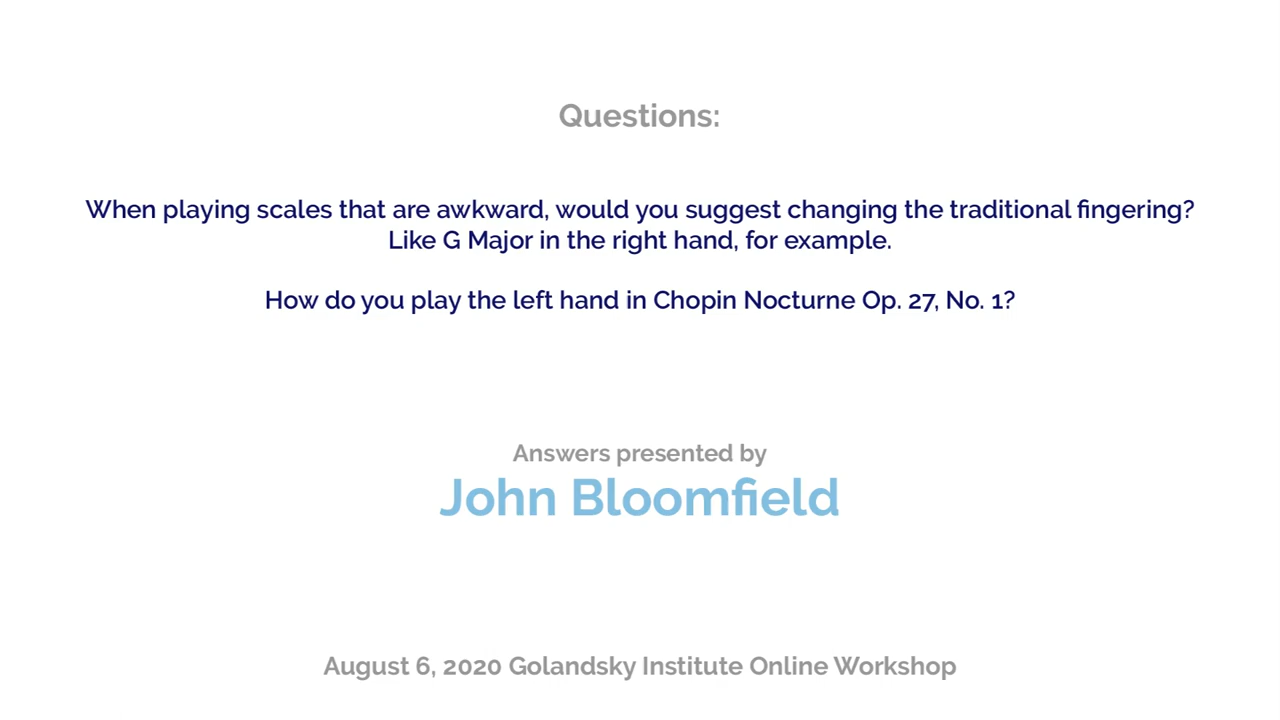 Questions:
When playing scales that are awkward, would you suggest changing the traditional fingering?
Like G Major in the right hand, for example.
How do you play the left hand in Chopin Nocturne Op. 27, No. 1?
Answers presented by
John Bloomfield
August 6, 2020 Golandsky Institute Online Workshop